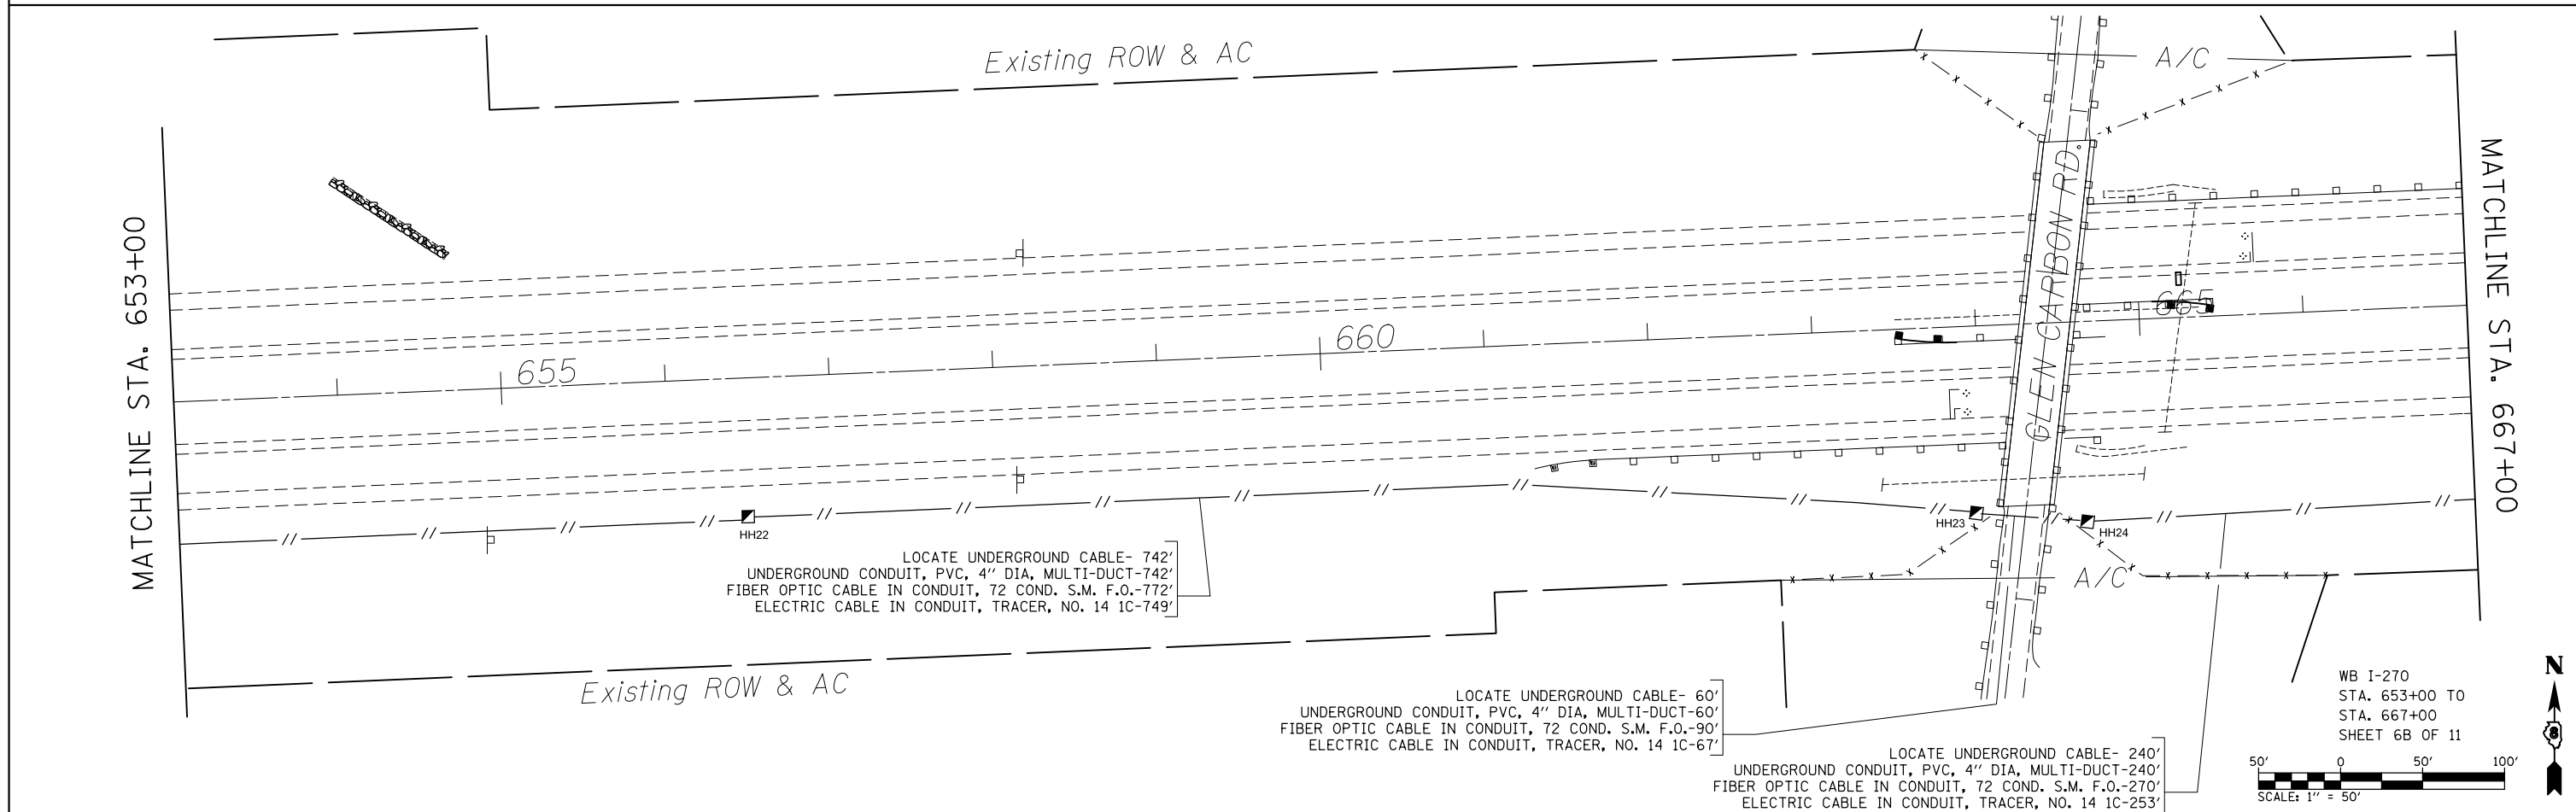 Existing ROW & AC
A/C
MATCHLINE STA. 653+00
MATCHLINE STA. 667+00
GLEN CARBON RD.
655
660
665
HH22
HH23
HH24
LOCATE UNDERGROUND CABLE- 742'
UNDERGROUND CONDUIT, PVC, 4" DIA, MULTI-DUCT-742'
FIBER OPTIC CABLE IN CONDUIT, 72 COND. S.M. F.O.-772'
ELECTRIC CABLE IN CONDUIT, TRACER, NO. 14 1C-749'
A/C
Existing ROW & AC
LOCATE UNDERGROUND CABLE- 60'
UNDERGROUND CONDUIT, PVC, 4" DIA, MULTI-DUCT-60'
FIBER OPTIC CABLE IN CONDUIT, 72 COND. S.M. F.O.-90'
ELECTRIC CABLE IN CONDUIT, TRACER, NO. 14 1C-67'
LOCATE UNDERGROUND CABLE- 240'
UNDERGROUND CONDUIT, PVC, 4" DIA, MULTI-DUCT-240'
FIBER OPTIC CABLE IN CONDUIT, 72 COND. S.M. F.O.-270'
ELECTRIC CABLE IN CONDUIT, TRACER, NO. 14 1C-253'
WB I-270
STA. 653+00 TO
STA. 667+00
SHEET 6B OF 11
50' 0 50' 100'
SCALE: 1" = 50'
N
8